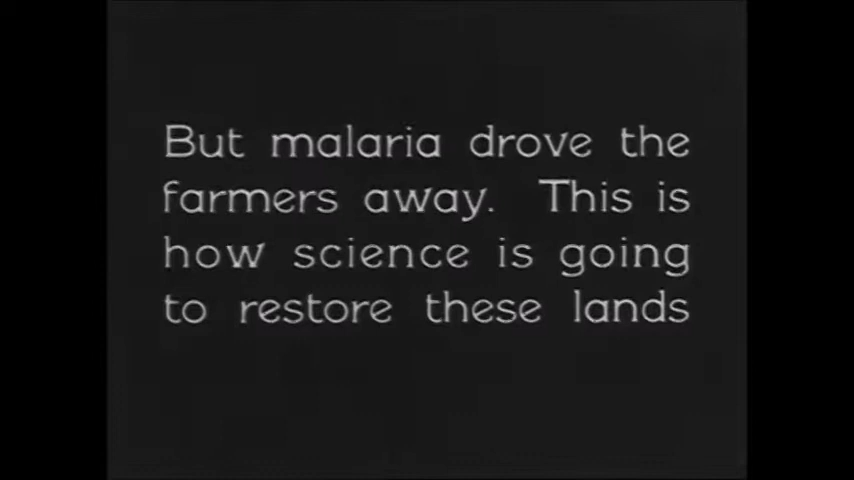 But malaria drove the
farmers away. This is
how science is going
to restore these lands